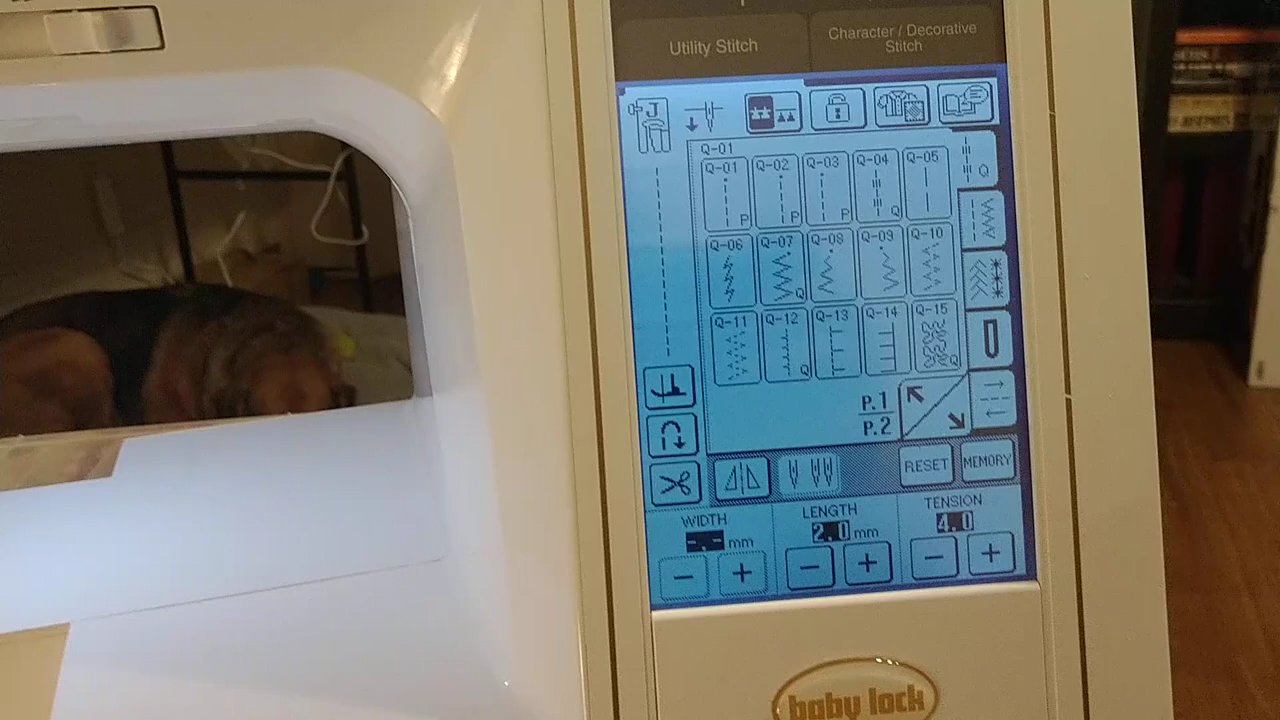 Utility Stitch
Character / Decorative
Stitch
J
Q-01
Q-01 Q-02 Q-03 Q-04 Q-05
P P P Q
Q
Q-06 Q-07 Q-08 Q-09 Q-10
Q
Q-11 Q-12 Q-13 Q-14 Q-15
Q Q
P.1
P.2
RESET MEMORY
WIDTH LENGTH TENSION
-.- mm 2.0 mm 4.0
- + - + - +
baby lock